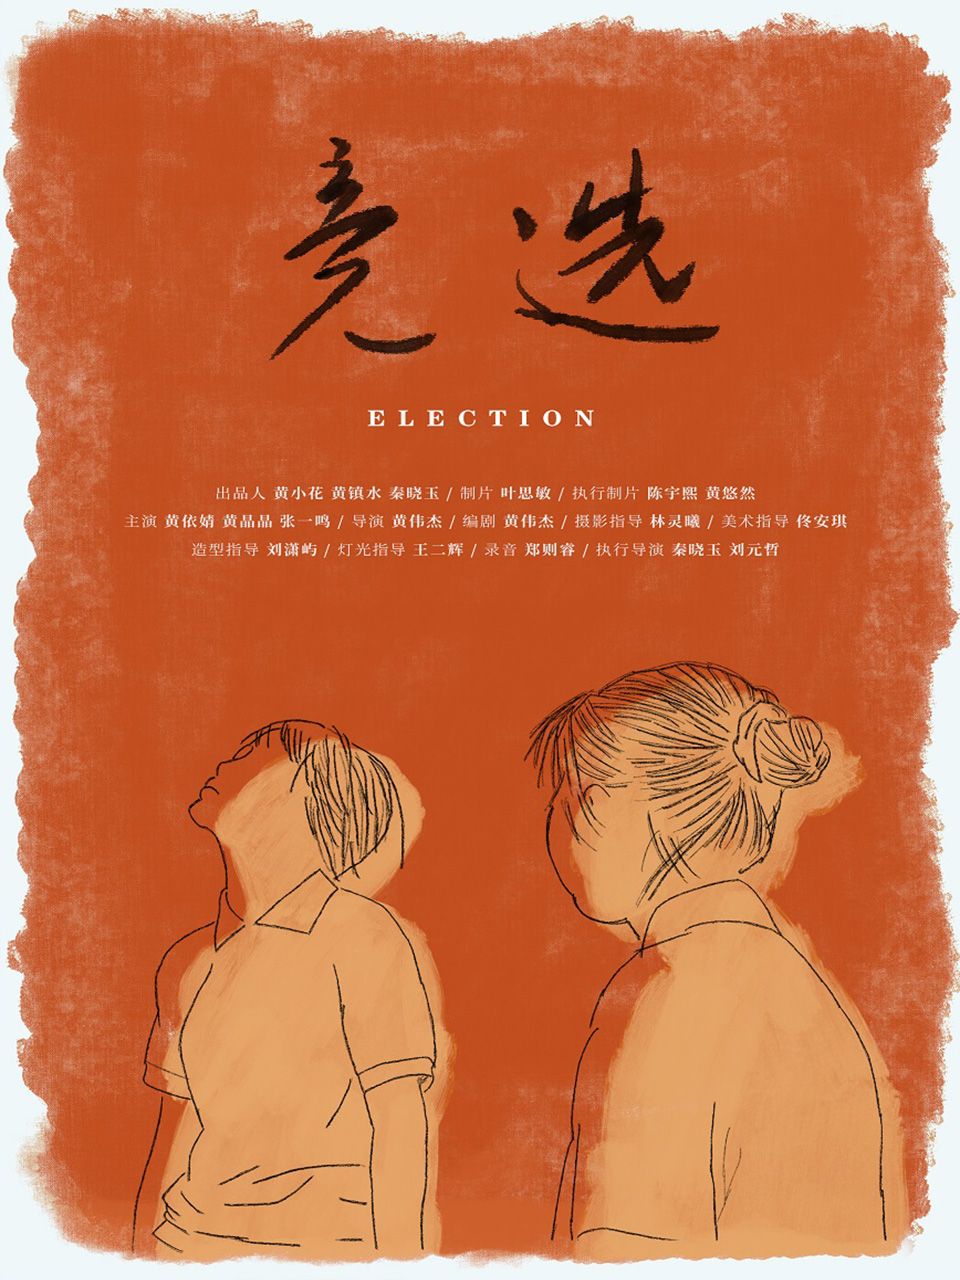 竞选
ELECTION
出品人 黄小花 黄镇水 秦晓玉 / 制片 叶思敏 / 执行制片 陈宇熙 黄悠然
主演 黄依婧 黄晶晶 张一鸣 / 导演 黄伟杰 / 编剧 黄伟杰 / 摄影指导 林灵曦 / 美术指导 佟安琪
造型指导 刘潇屿 / 灯光指导 王二辉 / 录音 郑则睿 / 执行导演 秦晓玉 刘元哲